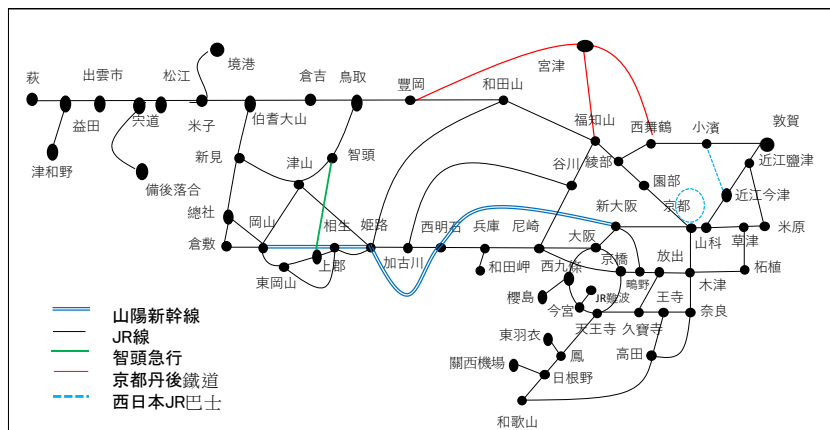 萩
出雲市
松江
境港
倉吉
鳥取
豐岡
和田山
宮津
福知山
西舞鶴
小濱
敦賀
益田
宍道
米子
伯耆大山
津和野
備後落合
新見
津山
智頭
谷川
綾部
園部
京都
近江鹽津
近江今津
總社
倉敷
岡山
相生
姬路
西明石
兵庫
尼崎
新大阪
大阪
山科
草津
米原
東岡山
上郡
加古川
和田岬
西九條
京橋
鴫野
放出
木津
柘植
櫻島
今宮
JR難波
天王寺
久寶寺
王寺
奈良
東羽衣
鳳
高田
關西機場
日根野
和歌山
山陽新幹線
JR線
智頭急行
京都丹後鐵道
西日本JR巴士